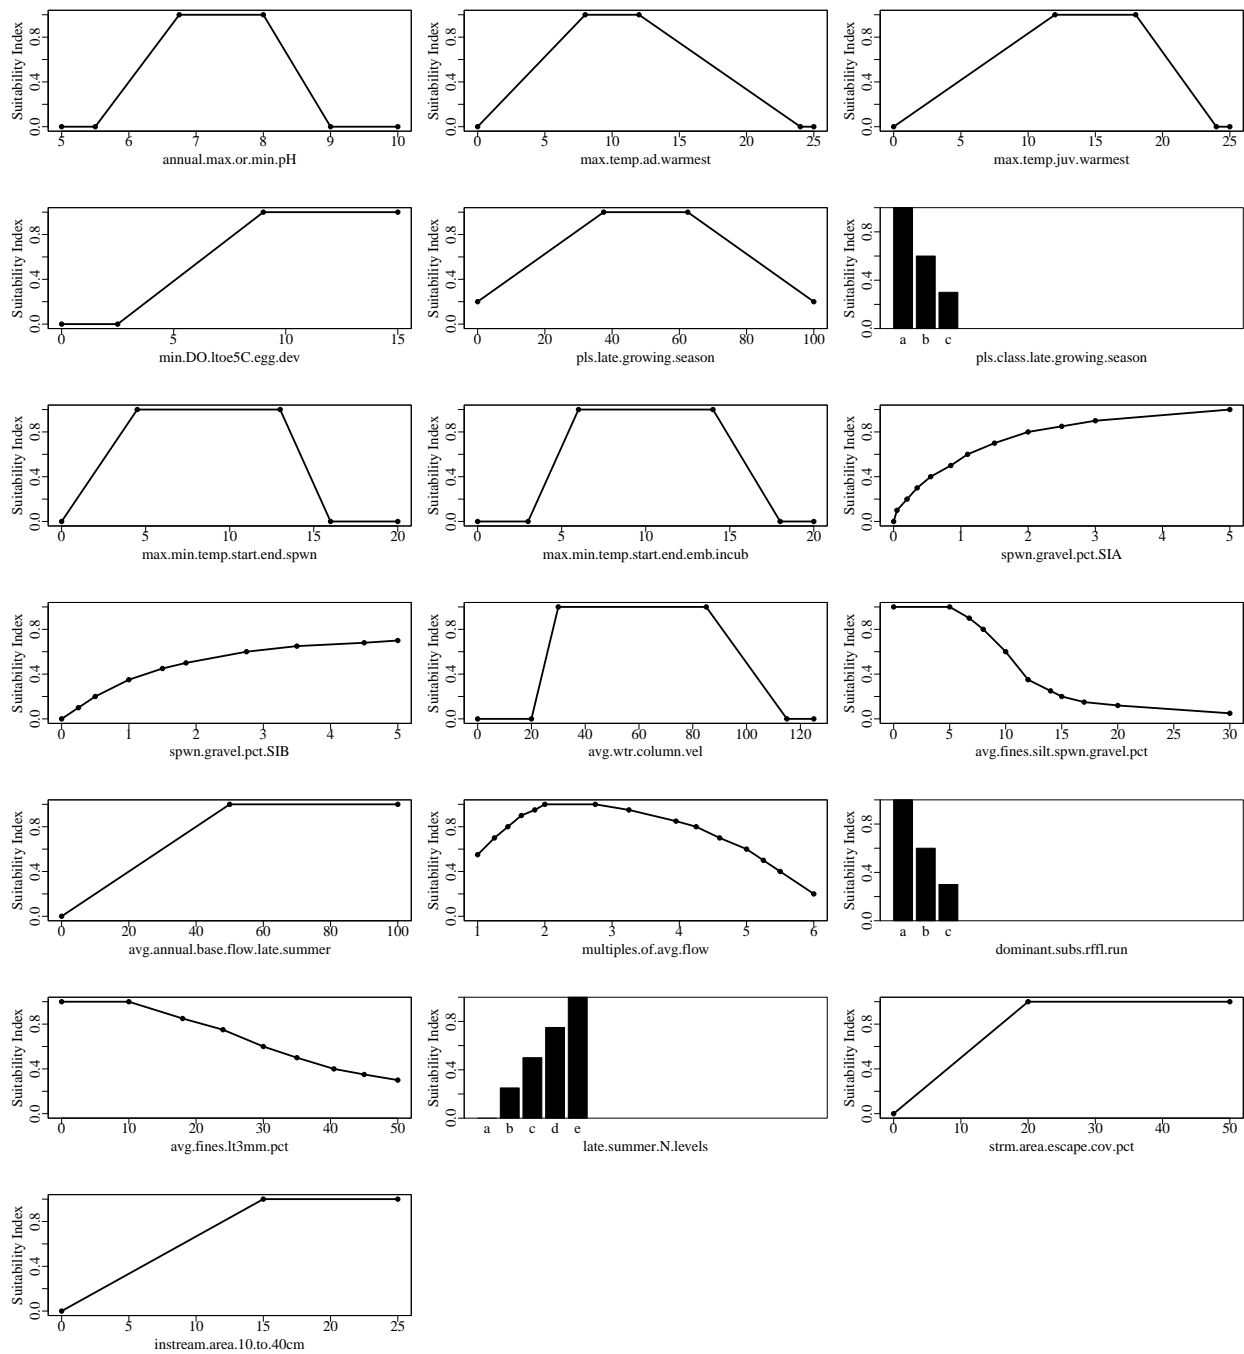 Suitability Index
0.0 0.4 0.8
5 6 7 8 9 10
annual.max.or.min.pH
Suitability Index
0.0 0.4 0.8
0 5 10 15 20 25
max.temp.ad.warmest
Suitability Index
0.0 0.4 0.8
0 5 10 15 20 25
max.temp.juv.warmest
Suitability Index
0.0 0.4 0.8
0 5 10 15
min.DO.ltoe5C.egg.dev
Suitability Index
0.0 0.4 0.8
0 20 40 60 80 100
pls.late.growing.season
Suitability Index
0.0 0.4 0.8
a b c
pls.class.late.growing.season
Suitability Index
0.0 0.4 0.8
0 5 10 15 20
max.min.temp.start.end.spwn
Suitability Index
0.0 0.4 0.8
0 5 10 15 20
max.min.temp.start.end.emb.incub
Suitability Index
0.0 0.4 0.8
0 1 2 3 4 5
spwn.gravel.pct.SIA
Suitability Index
0.0 0.4 0.8
0 1 2 3 4 5
spwn.gravel.pct.SIB
Suitability Index
0.0 0.4 0.8
0 20 40 60 80 100 120
avg.wtr.column.vel
Suitability Index
0.0 0.4 0.8
0 5 10 15 20 25 30
avg.fines.silt.spwn.gravel.pct
Suitability Index
0.0 0.4 0.8
0 20 40 60 80 100
avg.annual.base.flow.late.summer
Suitability Index
0.0 0.4 0.8
1 2 3 4 5 6
multiples.of.avg.flow
Suitability Index
0.0 0.4 0.8
a b c
dominant.subs.rffl.run
Suitability Index
0.0 0.4 0.8
0 10 20 30 40 50
avg.fines.lt3mm.pct
Suitability Index
0.0 0.4 0.8
a b c d e
late.summer.N.levels
Suitability Index
0.0 0.4 0.8
0 10 20 30 40 50
strm.area.escape.cov.pct
Suitability Index
0.0 0.4 0.8
0 5 10 15 20 25
instream.area.10.to.40cm